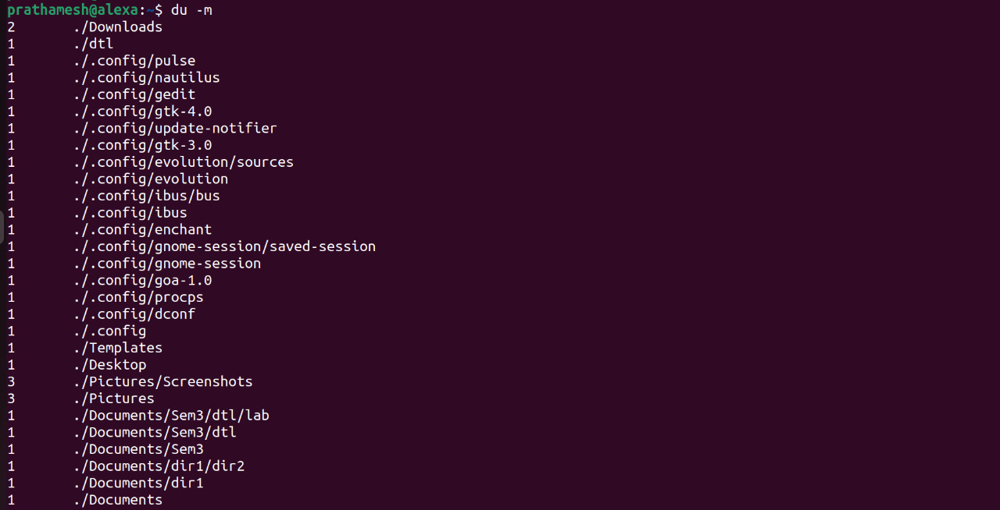 prathamesh@alexa:~$ du -m
2	./Downloads
1	./dtl
1	./.config/pulse
1	./.config/nautilus
1	./.config/gedit
1	./.config/gtk-4.0
1	./.config/update-notifier
1	./.config/gtk-3.0
1	./.config/evolution/sources
1	./.config/evolution
1	./.config/ibus/bus
1	./.config/ibus
1	./.config/enchant
1	./.config/gnome-session/saved-session
1	./.config/gnome-session
1	./.config/goa-1.0
1	./.config/procps
1	./.config/dconf
1	./.config
1	./Templates
1	./Desktop
3	./Pictures/Screenshots
3	./Pictures
1	./Documents/Sem3/dtl/lab
1	./Documents/Sem3/dtl
1	./Documents/Sem3
1	./Documents/dir1/dir2
1	./Documents/dir1
1	./Documents